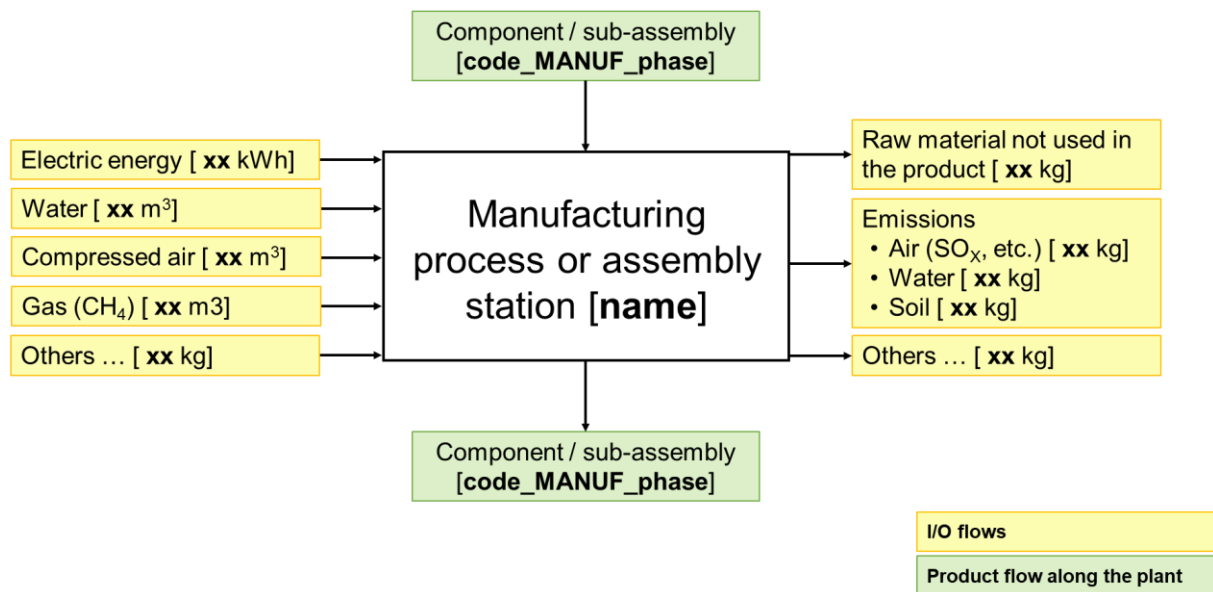 Component / sub-assembly
[code_MANUF_phase]
Electric energy [ xx kWh]
Water [ xx m³]
Compressed air [ xx m³]
Gas (CH₄) [ xx m3]
Others … [ xx kg]
Manufacturing
process or assembly
station [name]
Raw material not used in
the product [ xx kg]
Emissions
• Air (SOₓ, etc.) [ xx kg]
• Water [ xx kg]
• Soil [ xx kg]
Others … [ xx kg]
Component / sub-assembly
[code_MANUF_phase]
I/O flows
Product flow along the plant